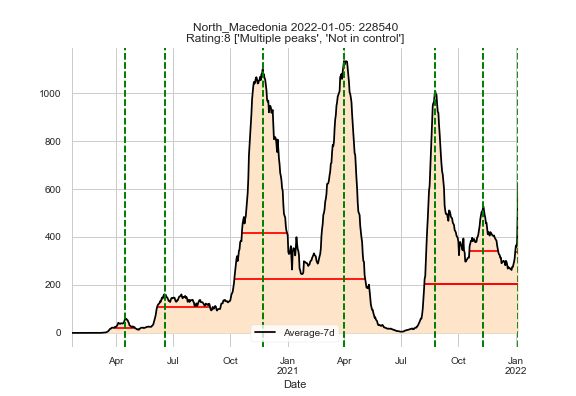 North_Macedonia 2022-01-05: 228540
Rating:8 ['Multiple peaks', 'Not in control']
1000
800
600
400
200
0
Average-7d
Apr Jul Oct Jan Apr Jul Oct Jan
2021 2022
Date